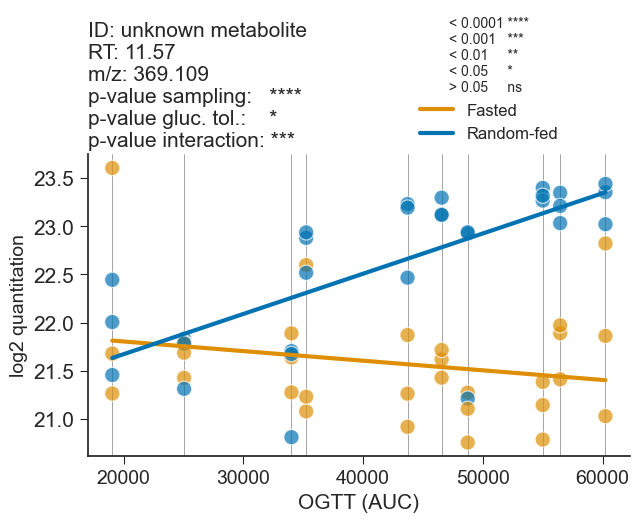 ID: unknown metabolite
RT: 11.57
m/z: 369.109
p-value sampling: ****
p-value gluc. tol.: *
p-value interaction: ***
< 0.0001 ****
< 0.001 ***
< 0.01 **
< 0.05 *
> 0.05 ns
Fasted
Random-fed
log2 quantitation
23.5
23.0
22.5
22.0
21.5
21.0
20000 30000 40000 50000 60000
OGTT (AUC)